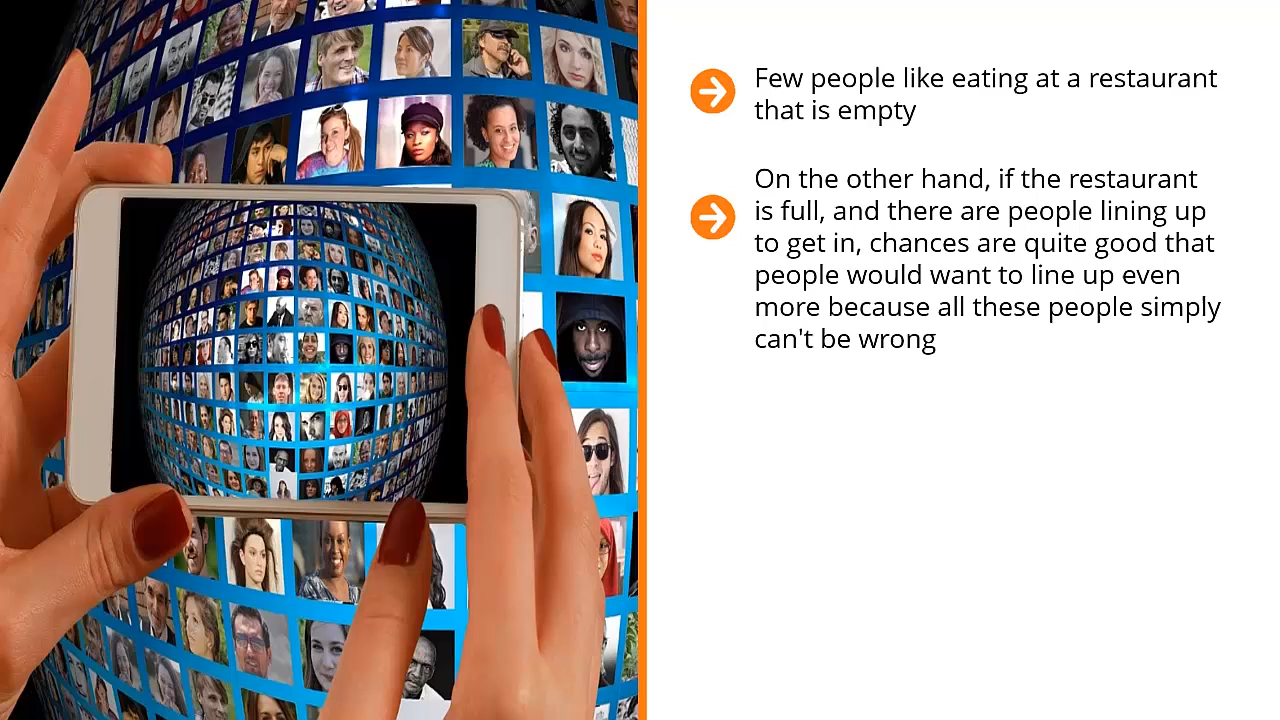 Few people like eating at a restaurant
that is empty
On the other hand, if the restaurant
is full, and there are people lining up
to get in, chances are quite good that
people would want to line up even
more because all these people simply
can't be wrong